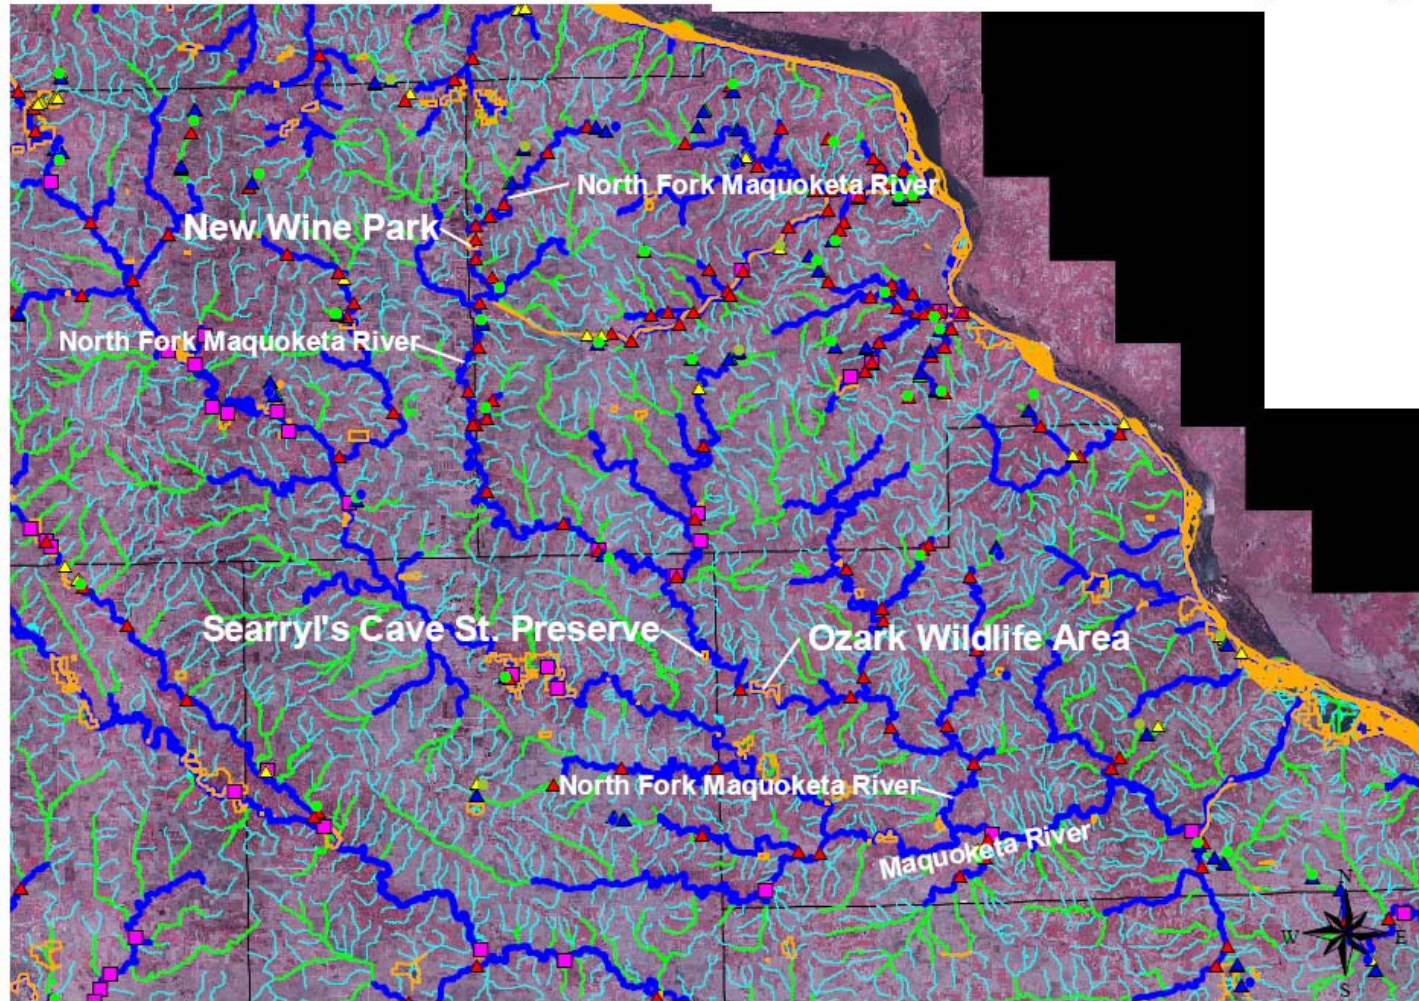 North Fork Maquoketa River
New Wine Park
North Fork Maquoketa River
Searryl's Cave St. Preserve
Ozark Wildlife Area
North Fork Maquoketa River
Maquoketa River
N
W
E
S